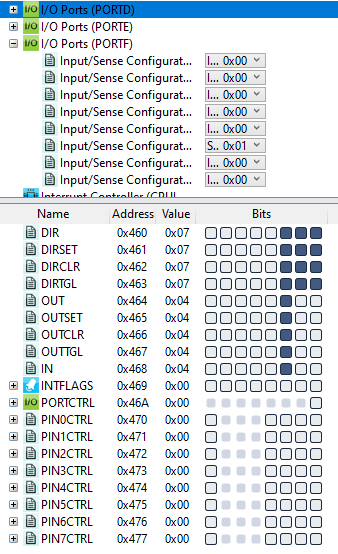 I/O I/O Ports (PORTD)
I/O I/O Ports (PORTE)
I/O I/O Ports (PORTF)
Input/Sense Configurat... I... 0x00
Input/Sense Configurat... I... 0x00
Input/Sense Configurat... I... 0x00
Input/Sense Configurat... I... 0x00
Input/Sense Configurat... I... 0x00
Input/Sense Configurat... S.. 0x01
Input/Sense Configurat... I... 0x00
Input/Sense Configurat... I... 0x00
Interrupt Controller
Name Address Value Bits
DIR 0x460 0x07
DIRSET 0x461 0x07
DIRCLR 0x462 0x07
DIRTGL 0x463 0x07
OUT 0x464 0x04
OUTSET 0x465 0x04
OUTCLR 0x466 0x04
OUTTGL 0x467 0x04
IN 0x468 0x04
INTFLAGS 0x469 0x00
I/O PORTCTRL 0x46A 0x00
PIN0CTRL 0x470 0x00
PIN1CTRL 0x471 0x00
PIN2CTRL 0x472 0x00
PIN3CTRL 0x473 0x00
PIN4CTRL 0x474 0x00
PIN5CTRL 0x475 0x00
PIN6CTRL 0x476 0x00
PIN7CTRL 0x477 0x00